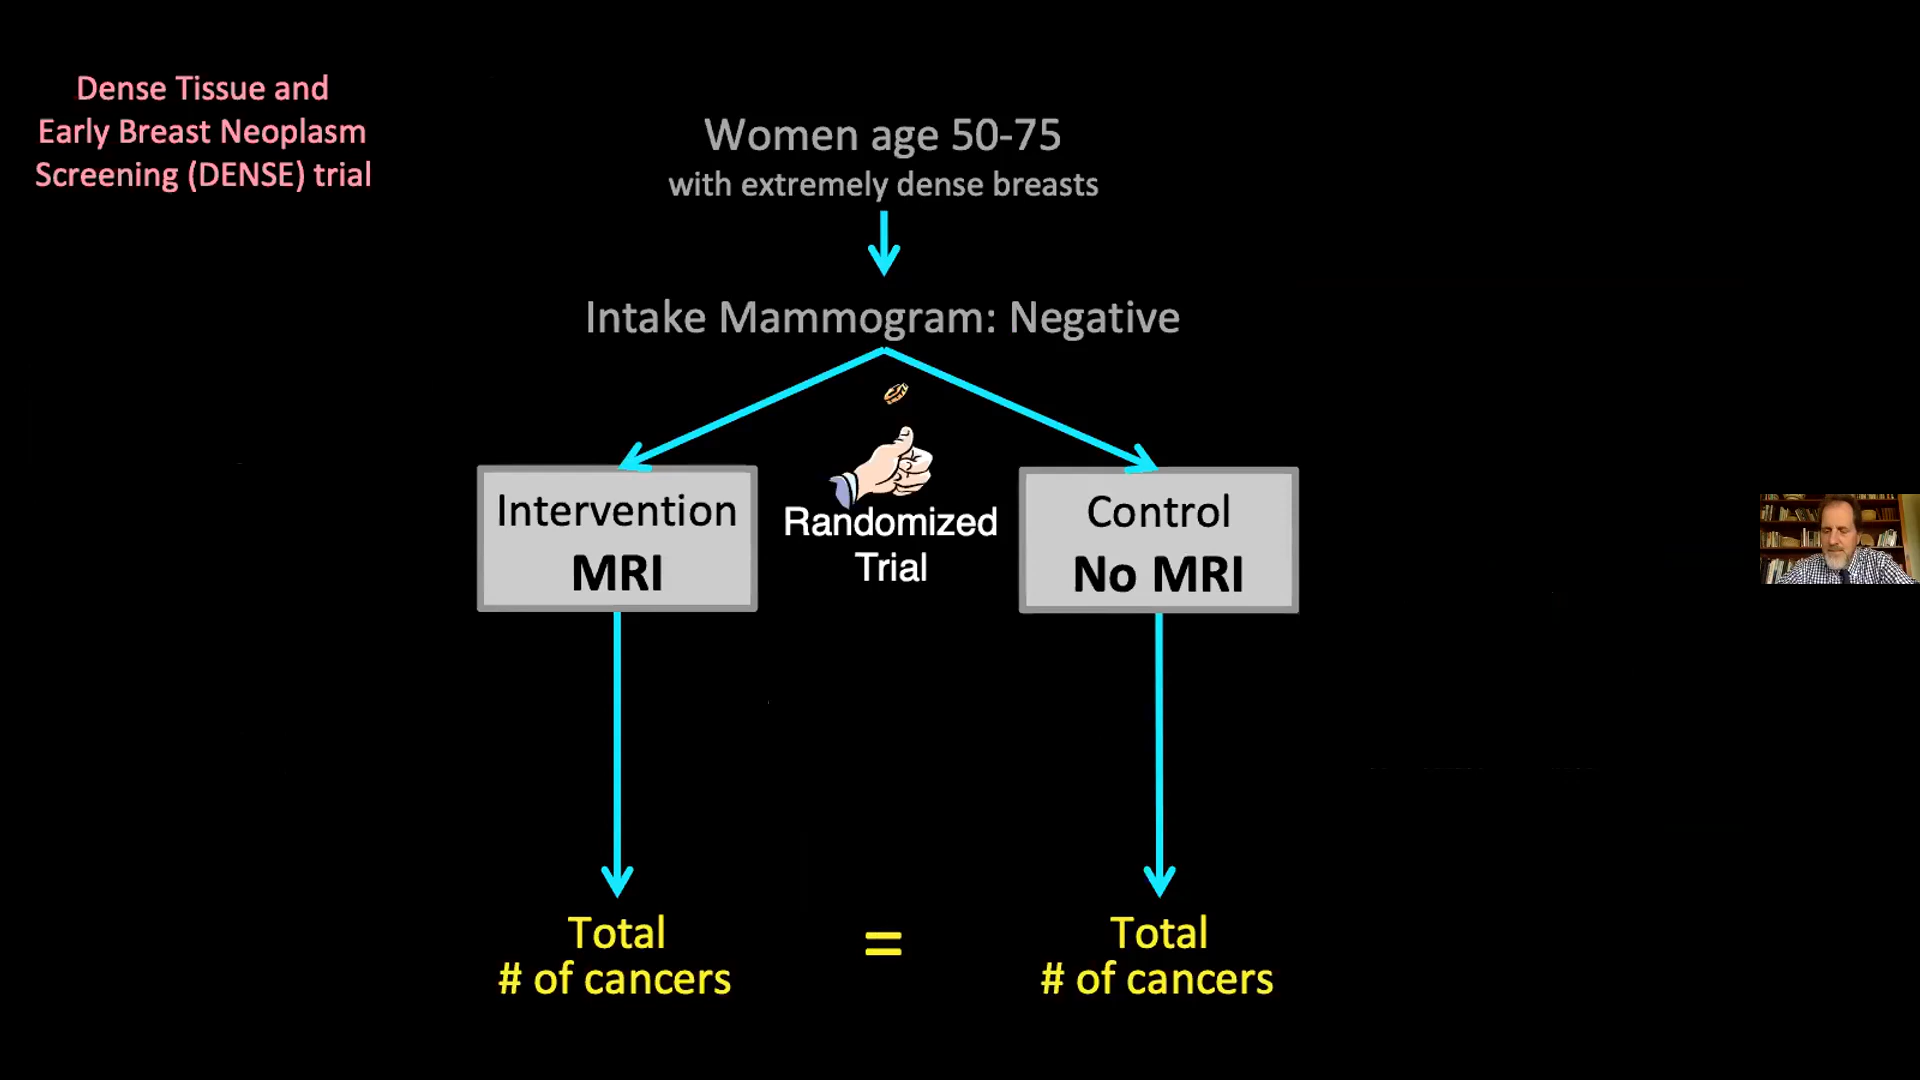 Dense Tissue and
Early Breast Neoplasm
Screening (DENSE) trial
Women age 50-75
with extremely dense breasts
Intake Mammogram: Negative
Intervention
MRI
Randomized
Trial
Control
No MRI
Total
# of cancers
=
Total
# of cancers